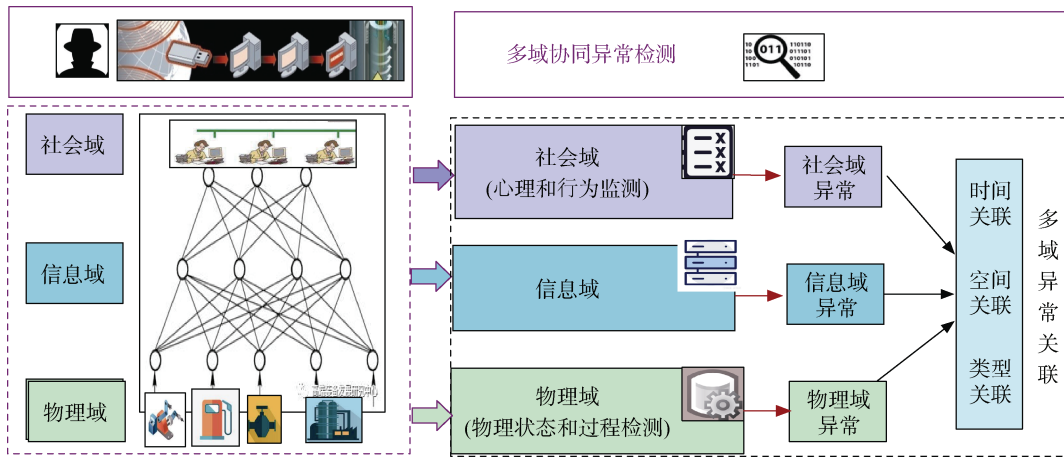 多域协同异常检测
011
社会域
信息域
物理域
社会域
(心理和行为监测)
信息域
物理域
(物理状态和过程检测)
社会域
异常
信息域
异常
物理域
异常
时间
关联
空间
关联
类型
关联
多域异常关联